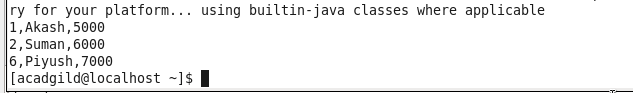 ry for your platform... using builtin-java classes where applicable
1,Akash,5000
2,Suman,6000
6,Piyush,7000
[acadgild@localhost ~]$